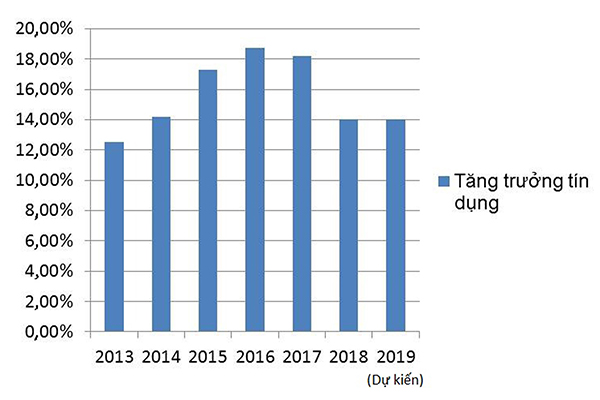 20,00%
18,00%
16,00%
14,00%
12,00%
10,00%
8,00%
6,00%
4,00%
2,00%
0,00%
2013 2014 2015 2016 2017 2018 2019
(Dự kiến)
Tăng trưởng tín
dụng